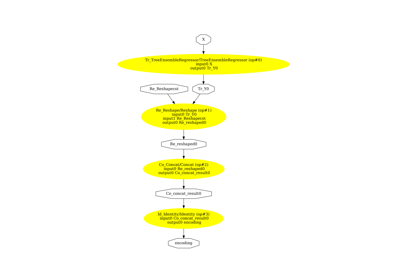 X
Tr_TreeEnsembleRegressor/TreeEnsembleRegressor (op#0)
input0 X
output0 Tr_Y0
Re_Reshapecst
Tr_Y0
Re_Reshape/Reshape (op#1)
input0 Tr_Y0
input1 Re_Reshapecst
output0 Re_reshaped0
Re_reshaped0
Co_Concat/Concat (op#2)
input0 Re_reshaped0
output0 Co_concat_result0
Co_concat_result0
Id_Identity/Identity (op#3)
input0 Co_concat_result0
output0 encoding
encoding